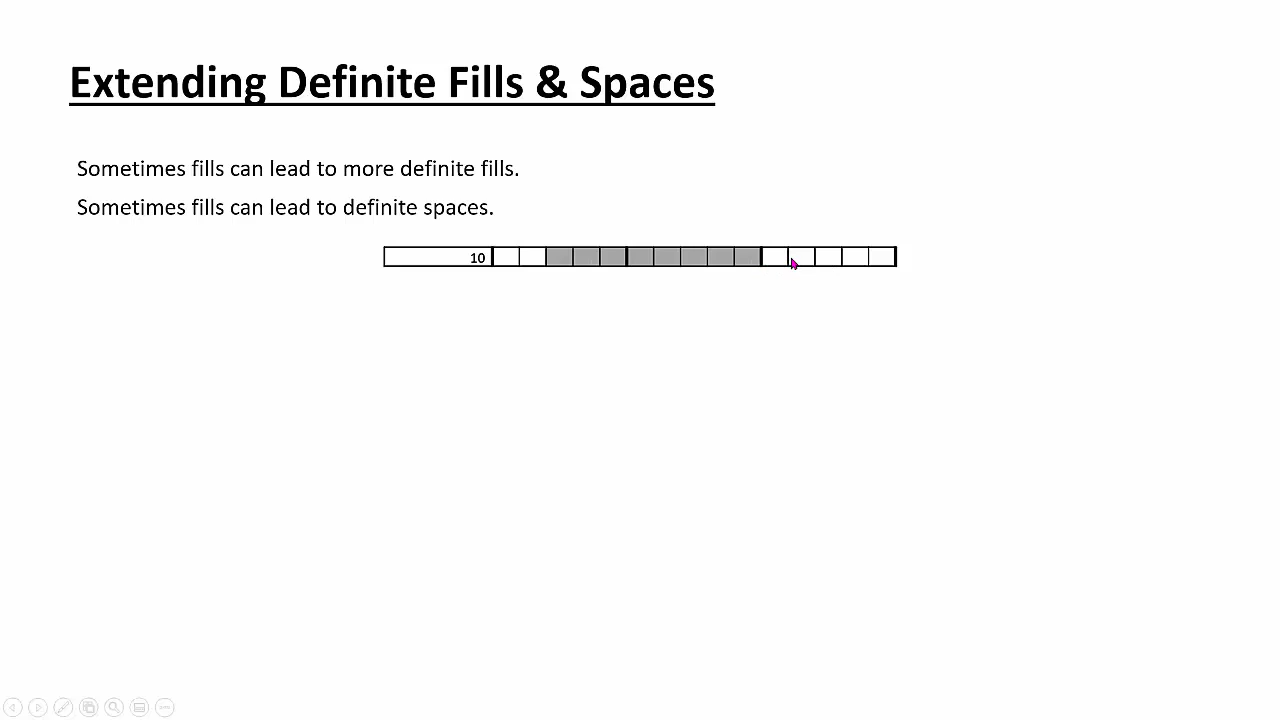 Extending Definite Fills & Spaces
Sometimes fills can lead to more definite fills.
Sometimes fills can lead to definite spaces.
10